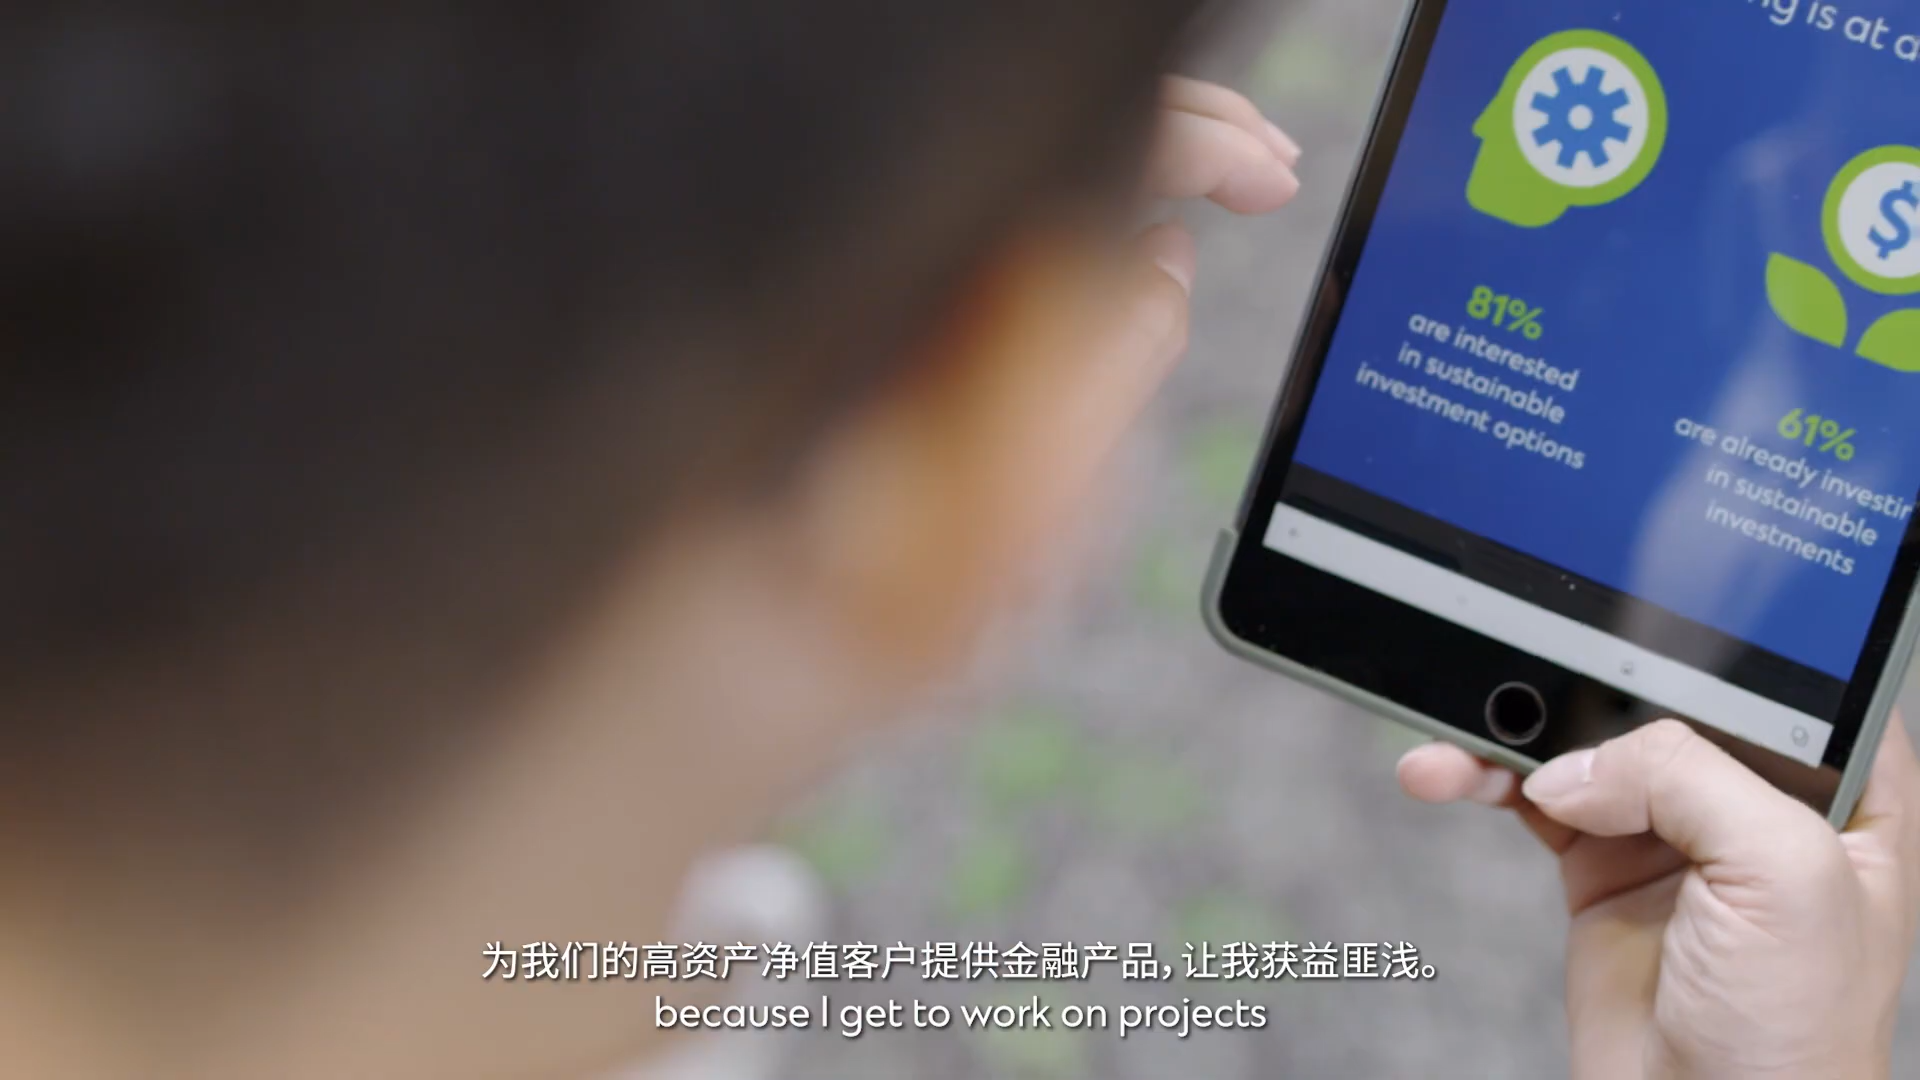 is at a
81%
are interested
in sustainable
investment options
$
61%
are already investin
in sustainable
investments
为我们的高资产净值客户提供金融产品，让我获益匪浅。
because I get to work on projects